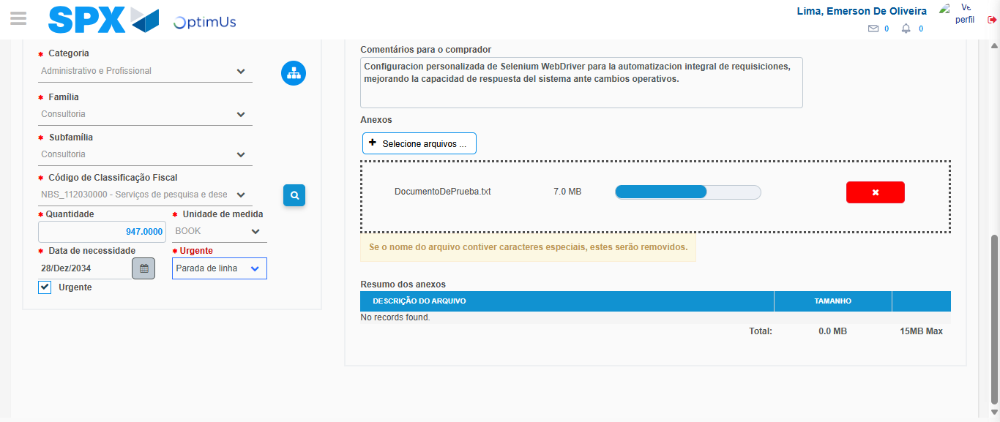 SPX
OptimUs
Lima, Emerson De Oliveira
Ve
perfil
0
0
* Categoria
Administrativo e Profissional
* Família
Consultoria
* Subfamília
Consultoria
* Código de Classificação Fiscal
NBS_112030000 - Serviços de pesquisa e dese
* Quantidade
* Unidade de medida
947.0000
BOOK
* Data de necessidade
* Urgente
28/Dez/2034
Parada de linha
Urgente
Comentários para o comprador
Configuracion personalizada de Selenium WebDriver para la automatizacion integral de requisiciones,
mejorando la capacidad de respuesta del sistema ante cambios operativos.
Anexos
+ Selecione arquivos ...
DocumentoDePrueba.txt
7.0 MB
Se o nome do arquivo contiver caracteres especiais, estes serão removidos.
Resumo dos anexos
DESCRIÇÃO DO ARQUIVO
TAMANHO
No records found.
Total:
0.0 MB
15MB Max